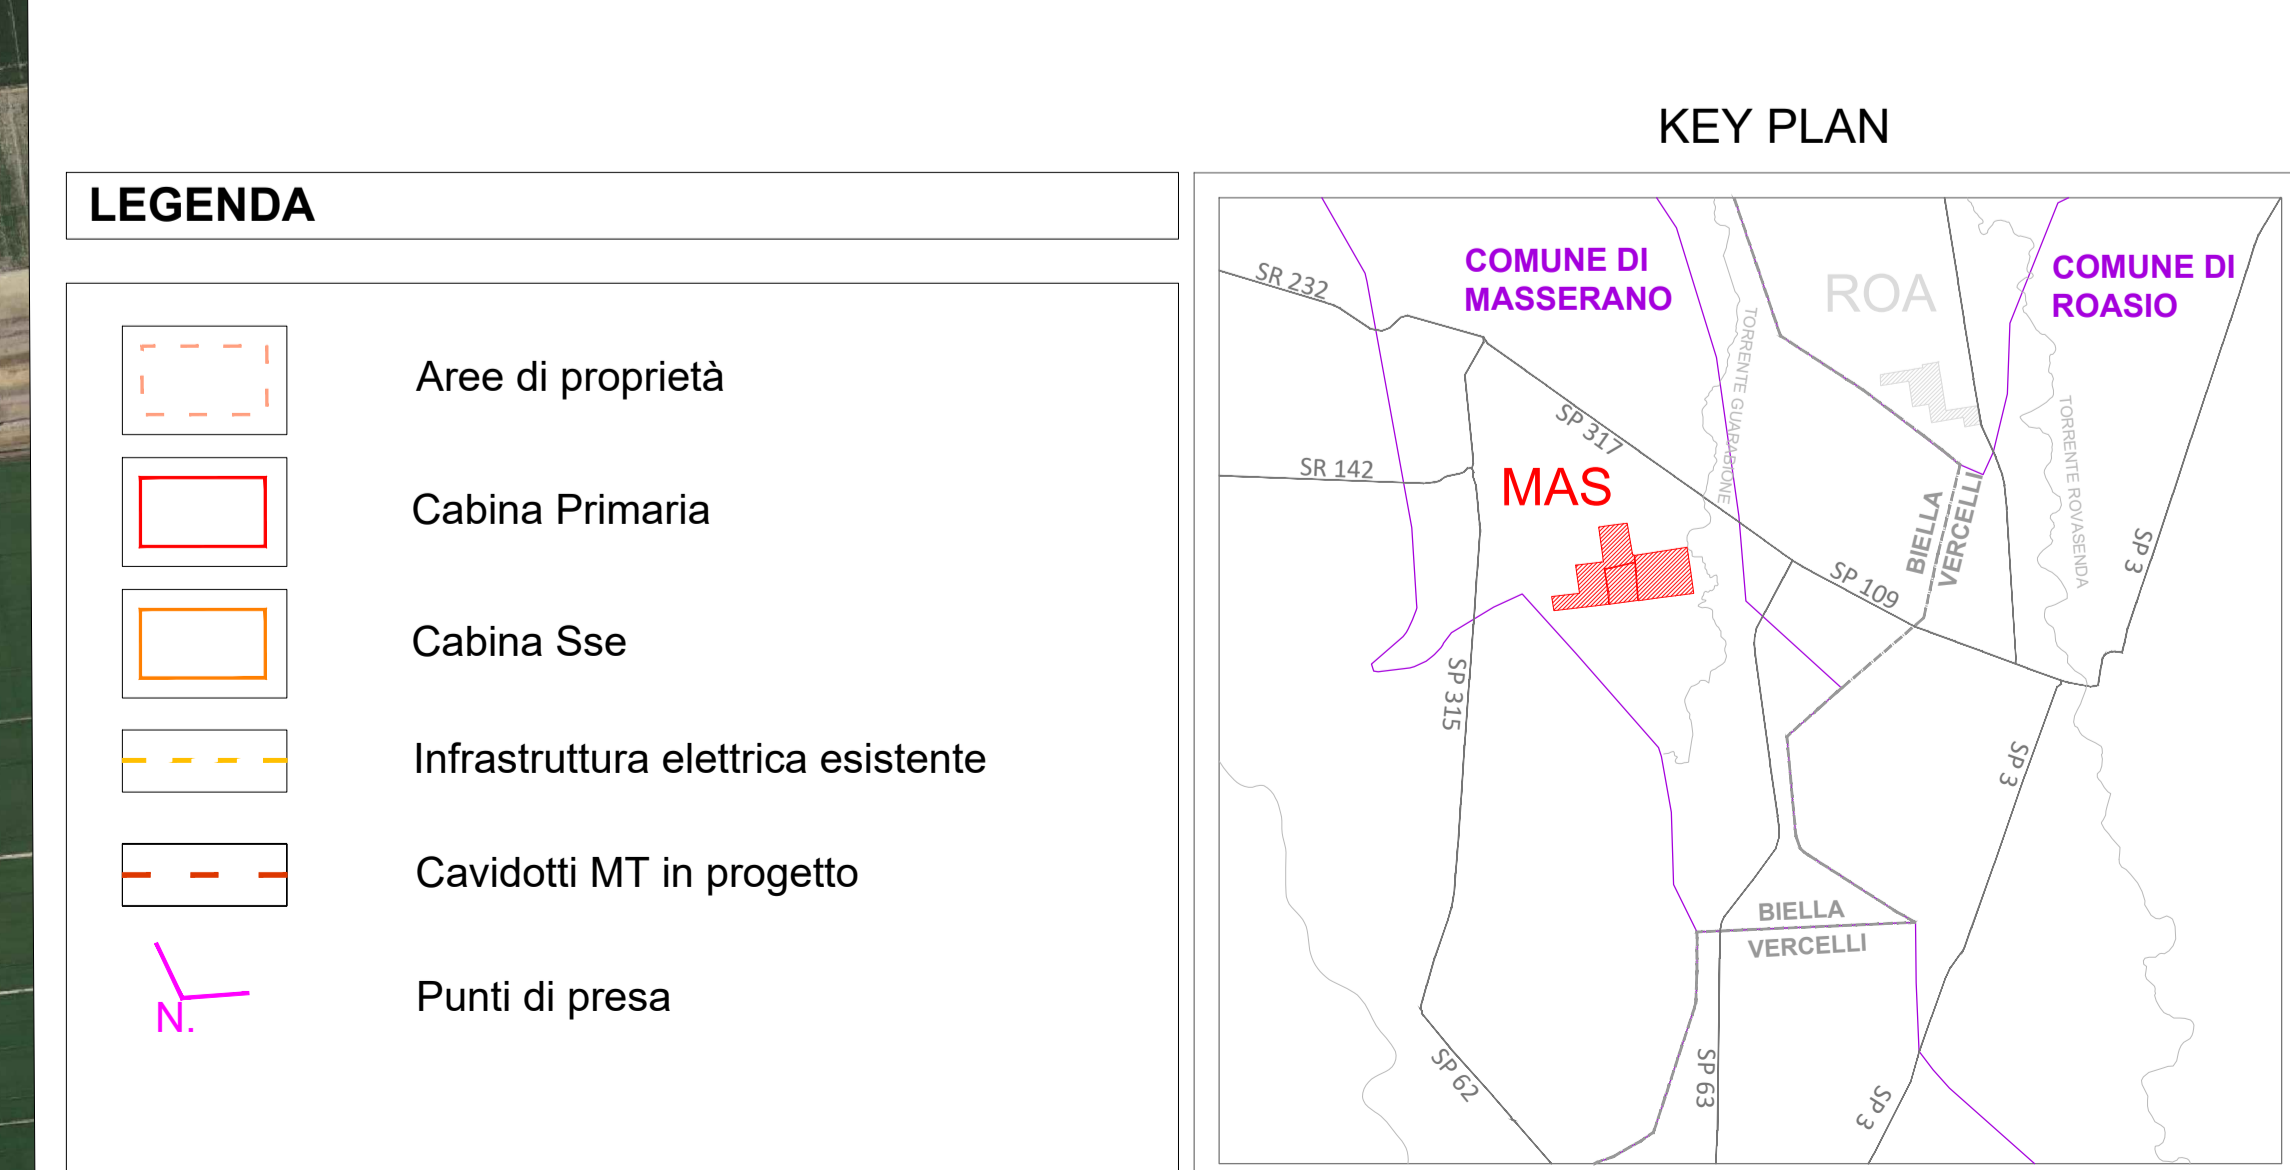 KEY PLAN
LEGENDA
Aree di proprietà
Cabina Primaria
Cabina Sse
Infrastruttura elettrica esistente
Cavidotti MT in progetto
N.
Punti di presa
COMUNE DI
MASSERANO
ROA
COMUNE DI
ROASIO
SR 232
TORRENTE GUARABIONE
SP 317
TORRENTE ROVASENDA
SR 142
MAS
BIELLA
VERCELLI
SP 3
SP 109
SP 315
SP 3
BIELLA
VERCELLI
SP 62
SP 63
SP 3